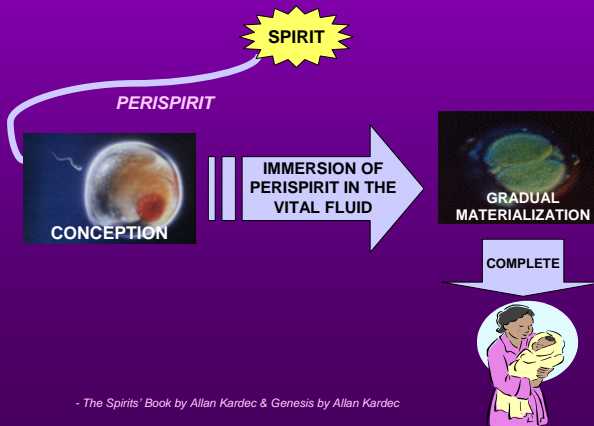 SPIRIT
PERISPIRIT
CONCEPTION
IMMERSION OF
PERISPIRIT IN THE
VITAL FLUID
GRADUAL
MATERIALIZATION
COMPLETE
- The Spirits' Book by Allan Kardec & Genesis by Allan Kardec